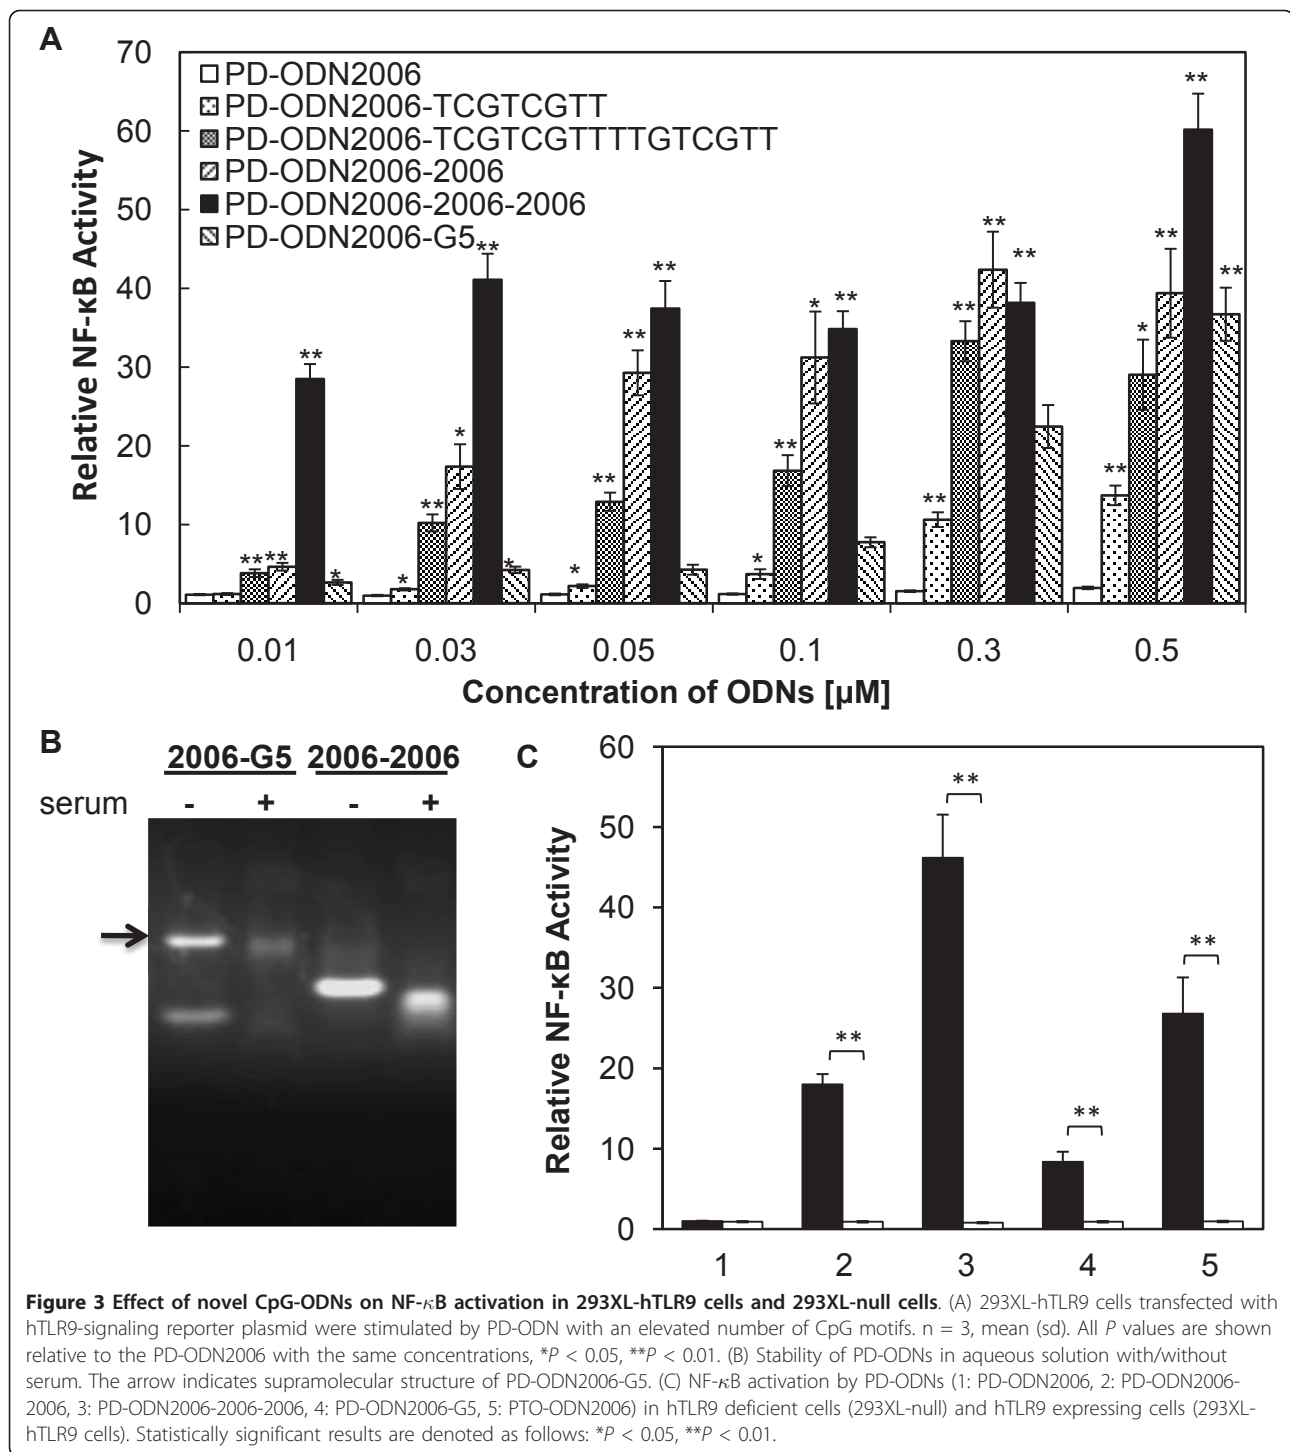 A
70
60
50
40
30
20
10
0
Relative NF-κB Activity
PD-ODN2006
PD-ODN2006-TCGTCGTT
PD-ODN2006-TCGTCGTTTTGTCGTT
PD-ODN2006-2006
PD-ODN2006-2006-2006
PD-ODN2006-G5
** ** ** *
* ** * ** *
* ** ** **
* ** * **
** ** ** **
** * ** ** **
0.01 0.03 0.05 0.1 0.3 0.5
Concentration of ODNs [µM]
B
2006-G5 2006-2006
serum - + - +
C
60
50
40
30
20
10
0
Relative NF-κB Activity
** ** ** **
1 2 3 4 5
Figure 3 Effect of novel CpG-ODNs on NF-κB activation in 293XL-hTLR9 cells and 293XL-null cells. (A) 293XL-hTLR9 cells transfected with
hTLR9-signaling reporter plasmid were stimulated by PD-ODN with an elevated number of CpG motifs. n = 3, mean (sd). All P values are shown
relative to the PD-ODN2006 with the same concentrations, *P < 0.05, **P < 0.01. (B) Stability of PD-ODNs in aqueous solution with/without
serum. The arrow indicates supramolecular structure of PD-ODN2006-G5. (C) NF-κB activation by PD-ODNs (1: PD-ODN2006, 2: PD-ODN2006-
2006, 3: PD-ODN2006-2006-2006, 4: PD-ODN2006-G5, 5: PTO-ODN2006) in hTLR9 deficient cells (293XL-null) and hTLR9 expressing cells (293XL-
hTLR9 cells). Statistically significant results are denoted as follows: *P < 0.05, **P < 0.01.